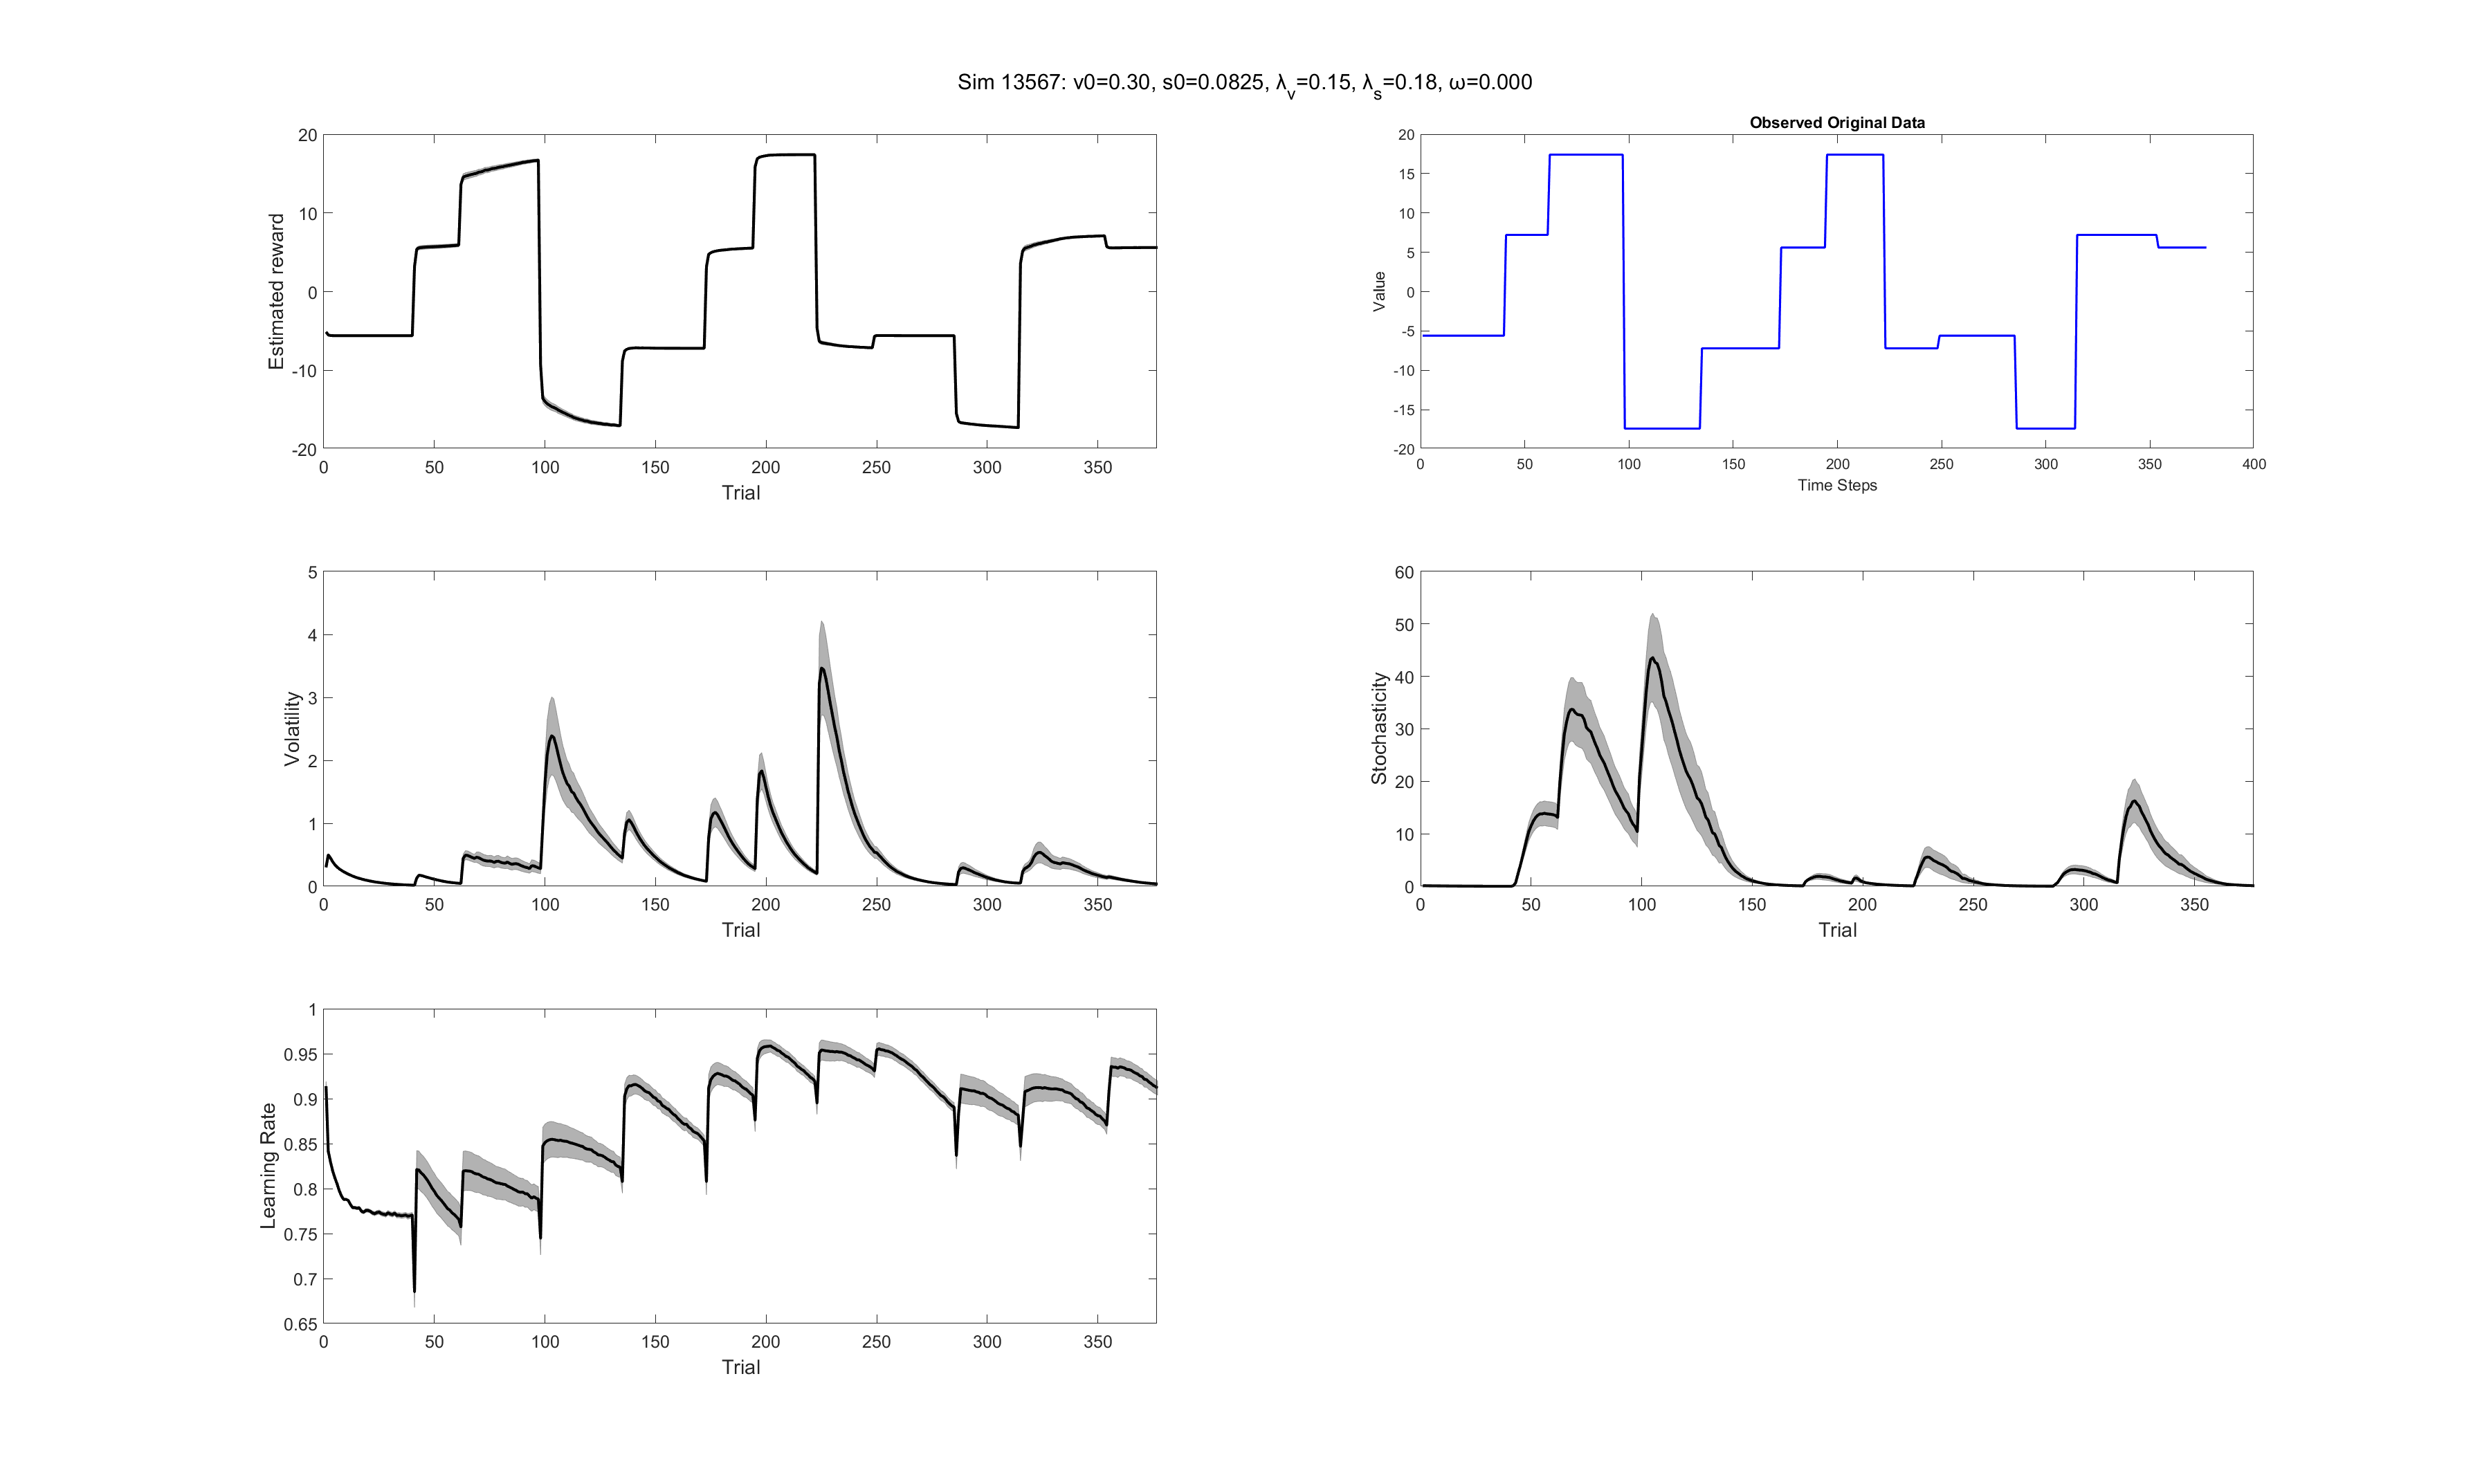 Sim 13567: v0=0.30, s0=0.0825, λv=0.15, λs=0.18, ω=0.000
20
10
0
-10
-20
Estimated reward
0 50 100 150 200 250 300 350
Trial
Observed Original Data
20
15
10
5
0
-5
-10
-15
-20
Value
0 50 100 150 200 250 300 350 400
Time Steps
5
4
3
2
1
0
Volatility
0 50 100 150 200 250 300 350
Trial
60
50
40
30
20
10
0
Stochasticity
0 50 100 150 200 250 300 350
Trial
1
0.95
0.9
0.85
0.8
0.75
0.7
0.65
Learning Rate
0 50 100 150 200 250 300 350
Trial